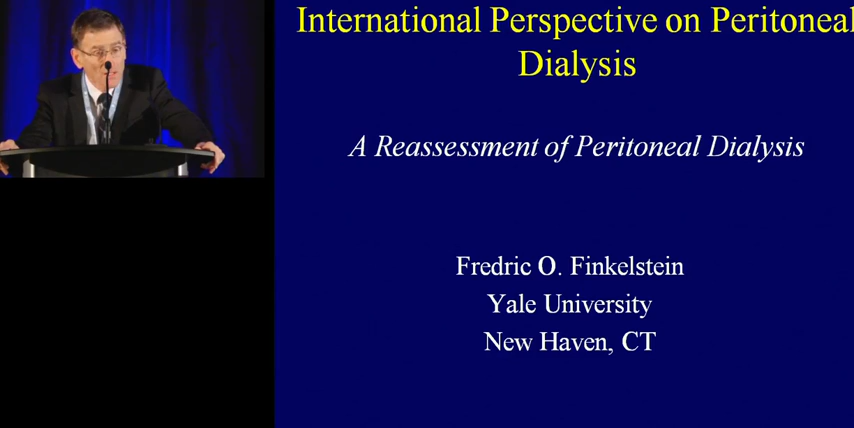 International Perspective on Peritoneal
Dialysis
A Reassessment of Peritoneal Dialysis
Fredric O. Finkelstein
Yale University
New Haven, CT